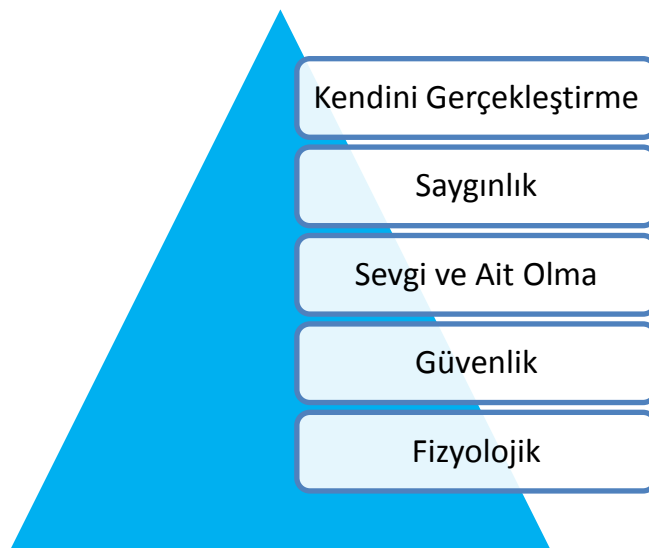 Kendini Gerçekleştirme
Saygınlık
Sevgi ve Ait Olma
Güvenlik
Fizyolojik